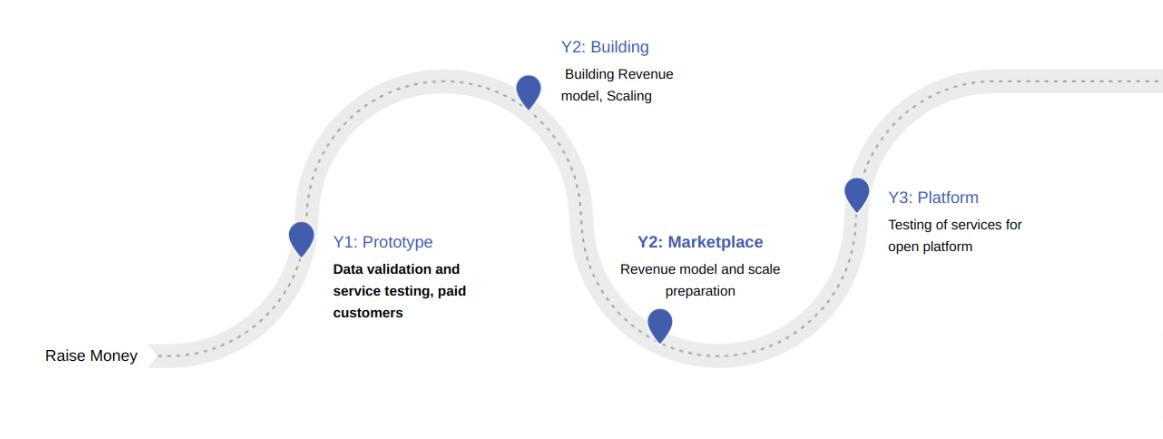 Y2: Building
Building Revenue
model, Scaling
Y3: Platform
Testing of services for
open platform
Y1: Prototype
Data validation and
service testing, paid
customers
Y2: Marketplace
Revenue model and scale
preparation
Raise Money